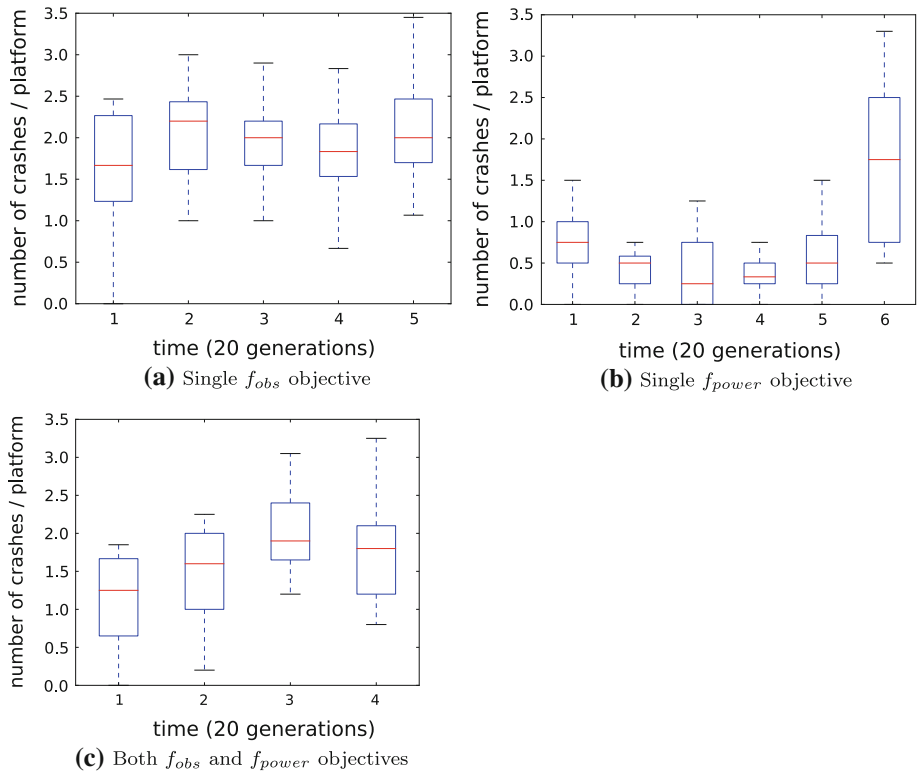 number of crashes / platform
3.5
3.0
2.5
2.0
1.5
1.0
0.5
0.0
1 2 3 4 5
time (20 generations)
(a) Single f_obs objective
number of crashes / platform
3.5
3.0
2.5
2.0
1.5
1.0
0.5
0.0
1 2 3 4 5 6
time (20 generations)
(b) Single f_power objective
number of crashes / platform
3.5
3.0
2.5
2.0
1.5
1.0
0.5
0.0
1 2 3 4
time (20 generations)
(c) Both f_obs and f_power objectives